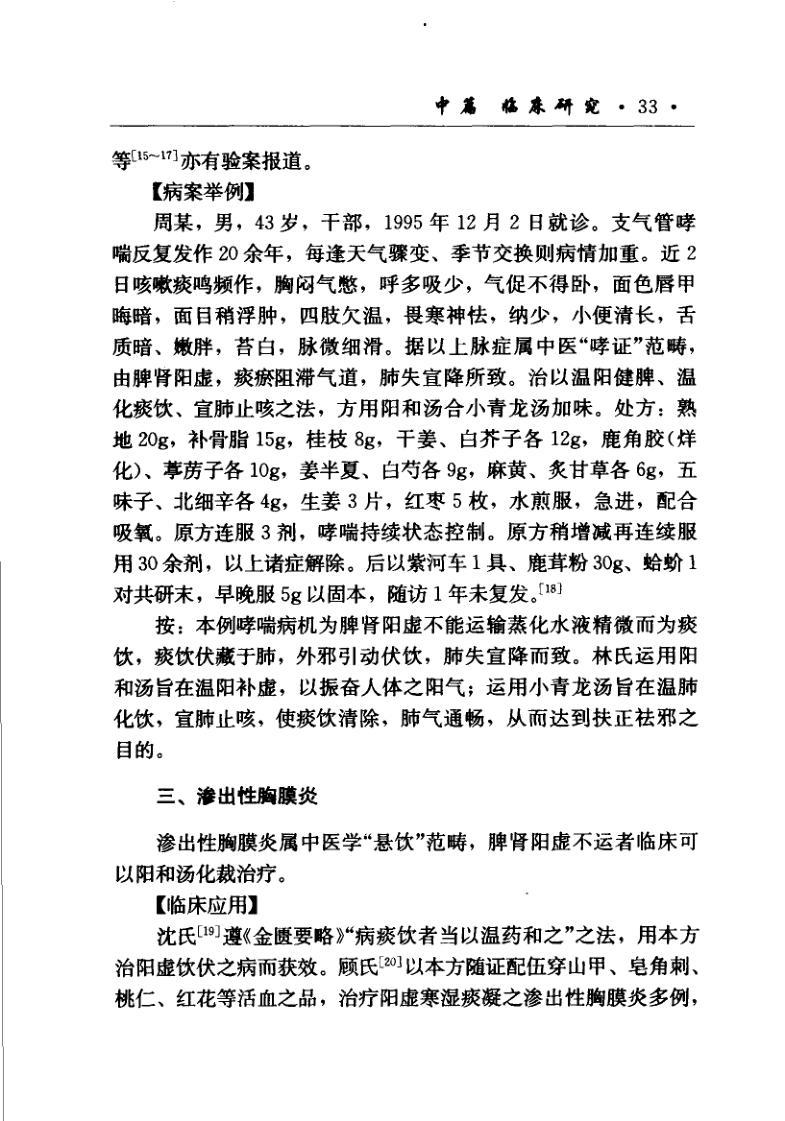 中篇 临床研究 · 33 ·
等[15～17]亦有验案报道。
【病案举例】
周某，男，43岁，干部，1995年12月2日就诊。支气管哮
喘反复发作20余年，每逢天气骤变、季节交换则病情加重。近2
日咳嗽痰鸣频作，胸闷气憋，呼多吸少，气促不得卧，面色唇甲
晦暗，面目稍浮肿，四肢欠温，畏寒神怯，纳少，小便清长，舌
质暗、嫩胖，苔白，脉微细滑。据以上脉症属中医“哮证”范畴，
由脾肾阳虚，痰瘀阻滞气道，肺失宣降所致。治以温阳健脾、温
化痰饮、宣肺止咳之法，方用阳和汤合小青龙汤加味。处方：熟
地20g，补骨脂15g，桂枝8g，干姜、白芥子各12g，鹿角胶（烊
化）、葶苈子各10g，姜半夏、白芍各9g，麻黄、炙甘草各6g，五
味子、北细辛各4g，生姜3片，红枣5枚，水煎服，急进，配合
吸氧。原方连服3剂，哮喘持续状态控制。原方稍增减再连续服
用30余剂，以上诸症解除。后以紫河车1具、鹿茸粉30g、蛤蚧1
对共研末，早晚服5g以固本，随访1年未复发。[18]
按：本例哮喘病机为脾肾阳虚不能运输蒸化水液精微而为痰
饮，痰饮伏藏于肺，外邪引动伏饮，肺失宣降而致。林氏运用阳
和汤旨在温阳补虚，以振奋人体之阳气；运用小青龙汤旨在温肺
化饮，宣肺止咳，使痰饮清除，肺气通畅，从而达到扶正祛邪之
目的。
三、渗出性胸膜炎
渗出性胸膜炎属中医学“悬饮”范畴，脾肾阳虚不运者临床可
以阳和汤化裁治疗。
【临床应用】
沈氏[19]遵《金匮要略》“病痰饮者当以温药和之”之法，用本方
治阳虚饮伏之病而获效。顾氏[20]以本方随证配伍穿山甲、皂角刺、
桃仁、红花等活血之品，治疗阳虚寒湿痰凝之渗出性胸膜炎多例，